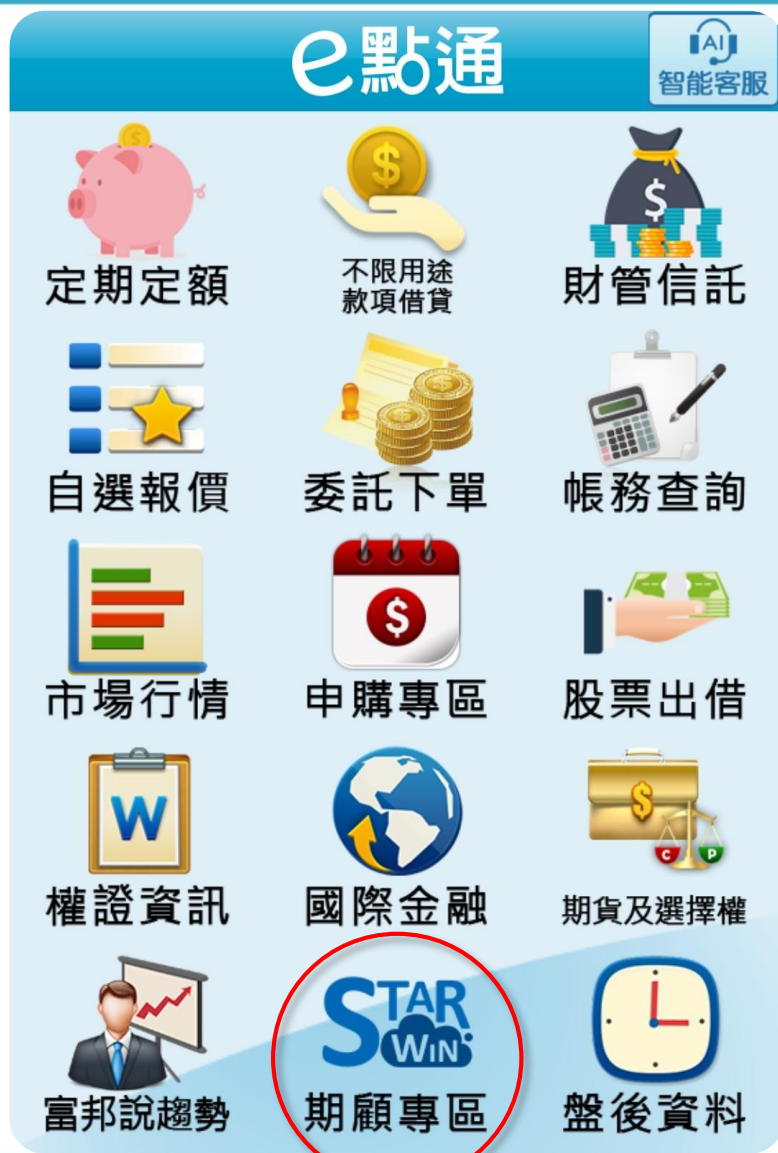 e點通
AI
智能客服
$
$
$
定期定額
不限用途
款項借貸
財管信託
自選報價
委託下單
帳務查詢
$
市場行情
申購專區
股票出借
W
$
C P
權證資訊
國際金融
期貨及選擇權
STAR
WIN
富邦說趨勢
期顧專區
盤後資料